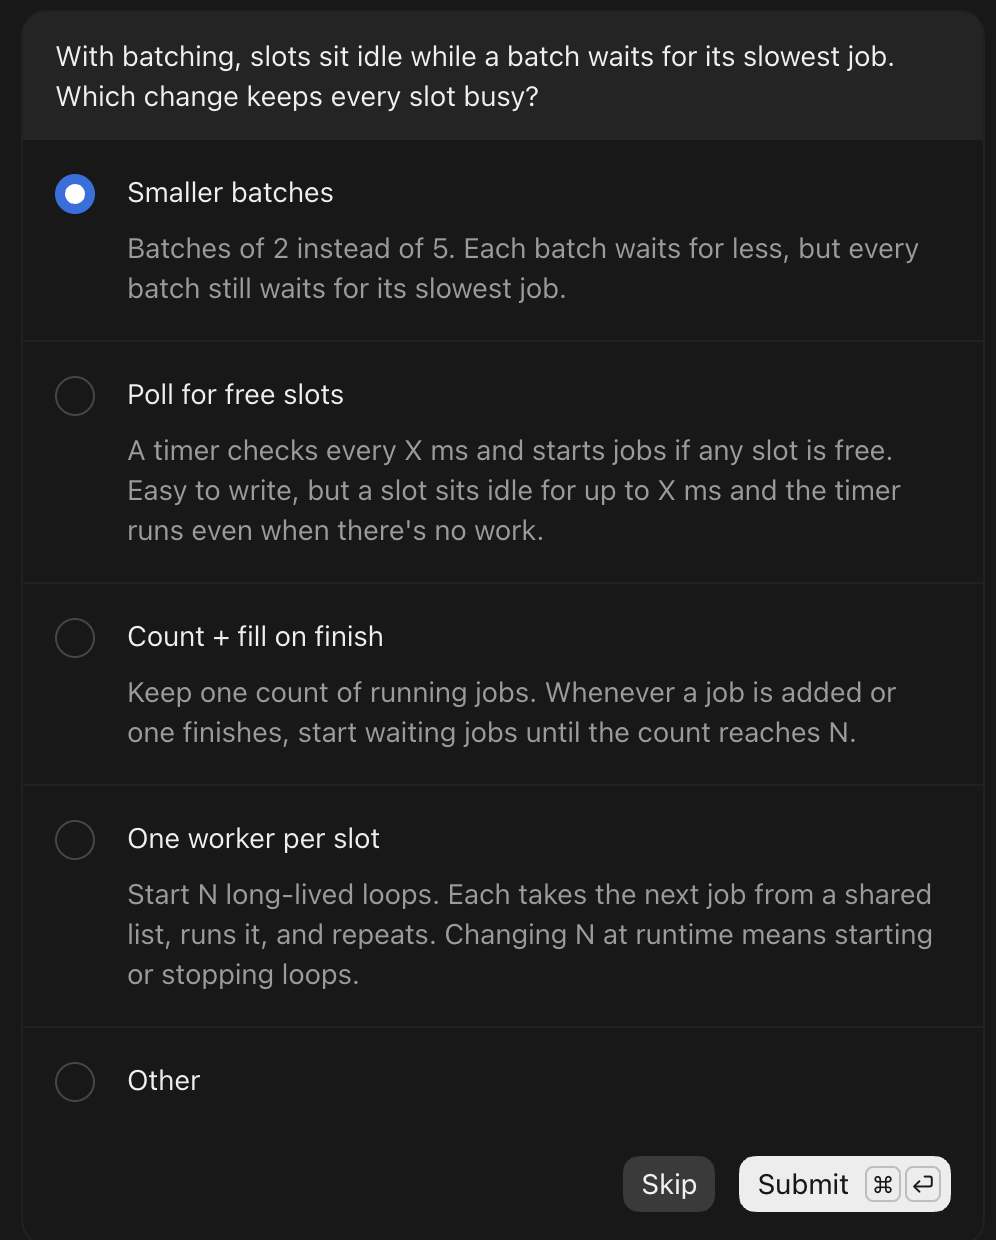 With batching, slots sit idle while a batch waits for its slowest job.
Which change keeps every slot busy?
Smaller batches
Batches of 2 instead of 5. Each batch waits for less, but every
batch still waits for its slowest job.
Poll for free slots
A timer checks every X ms and starts jobs if any slot is free.
Easy to write, but a slot sits idle for up to X ms and the timer
runs even when there's no work.
Count + fill on finish
Keep one count of running jobs. Whenever a job is added or
one finishes, start waiting jobs until the count reaches N.
One worker per slot
Start N long-lived loops. Each takes the next job from a shared
list, runs it, and repeats. Changing N at runtime means starting
or stopping loops.
Other
Skip
Submit ⌘ ↵